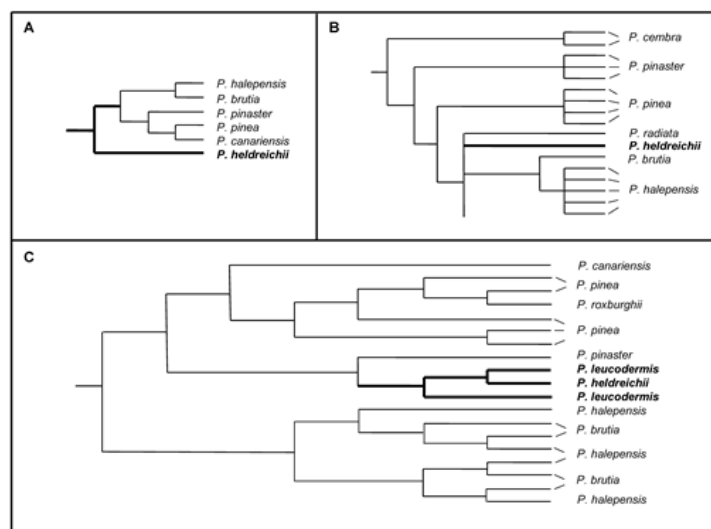 A
P. halepensis
P. brutia
P. pinaster
P. pinea
P. canariensis
P. heldreichii
B
P. cembra
P. pinaster
P. pinea
P. radiata
P. heldreichii
P. brutia
P. halepensis
C
P. canariensis
P. pinea
P. roxburghii
P. pinea
P. pinaster
P. leucodermis
P. heldreichii
P. leucodermis
P. halepensis
P. brutia
P. halepensis
P. brutia
P. halepensis